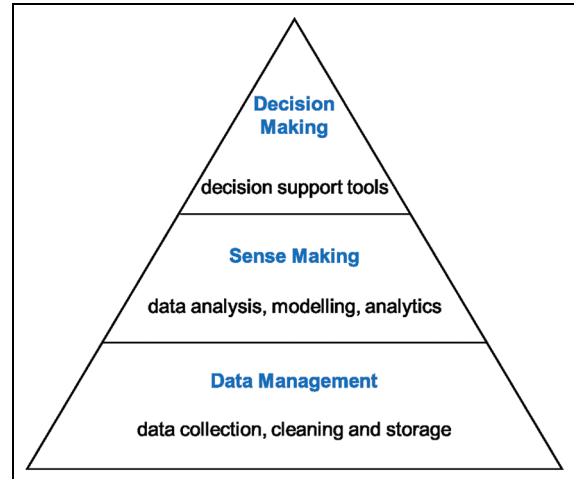 Decision
Making
decision support tools
Sense Making
data analysis, modelling, analytics
Data Management
data collection, cleaning and storage